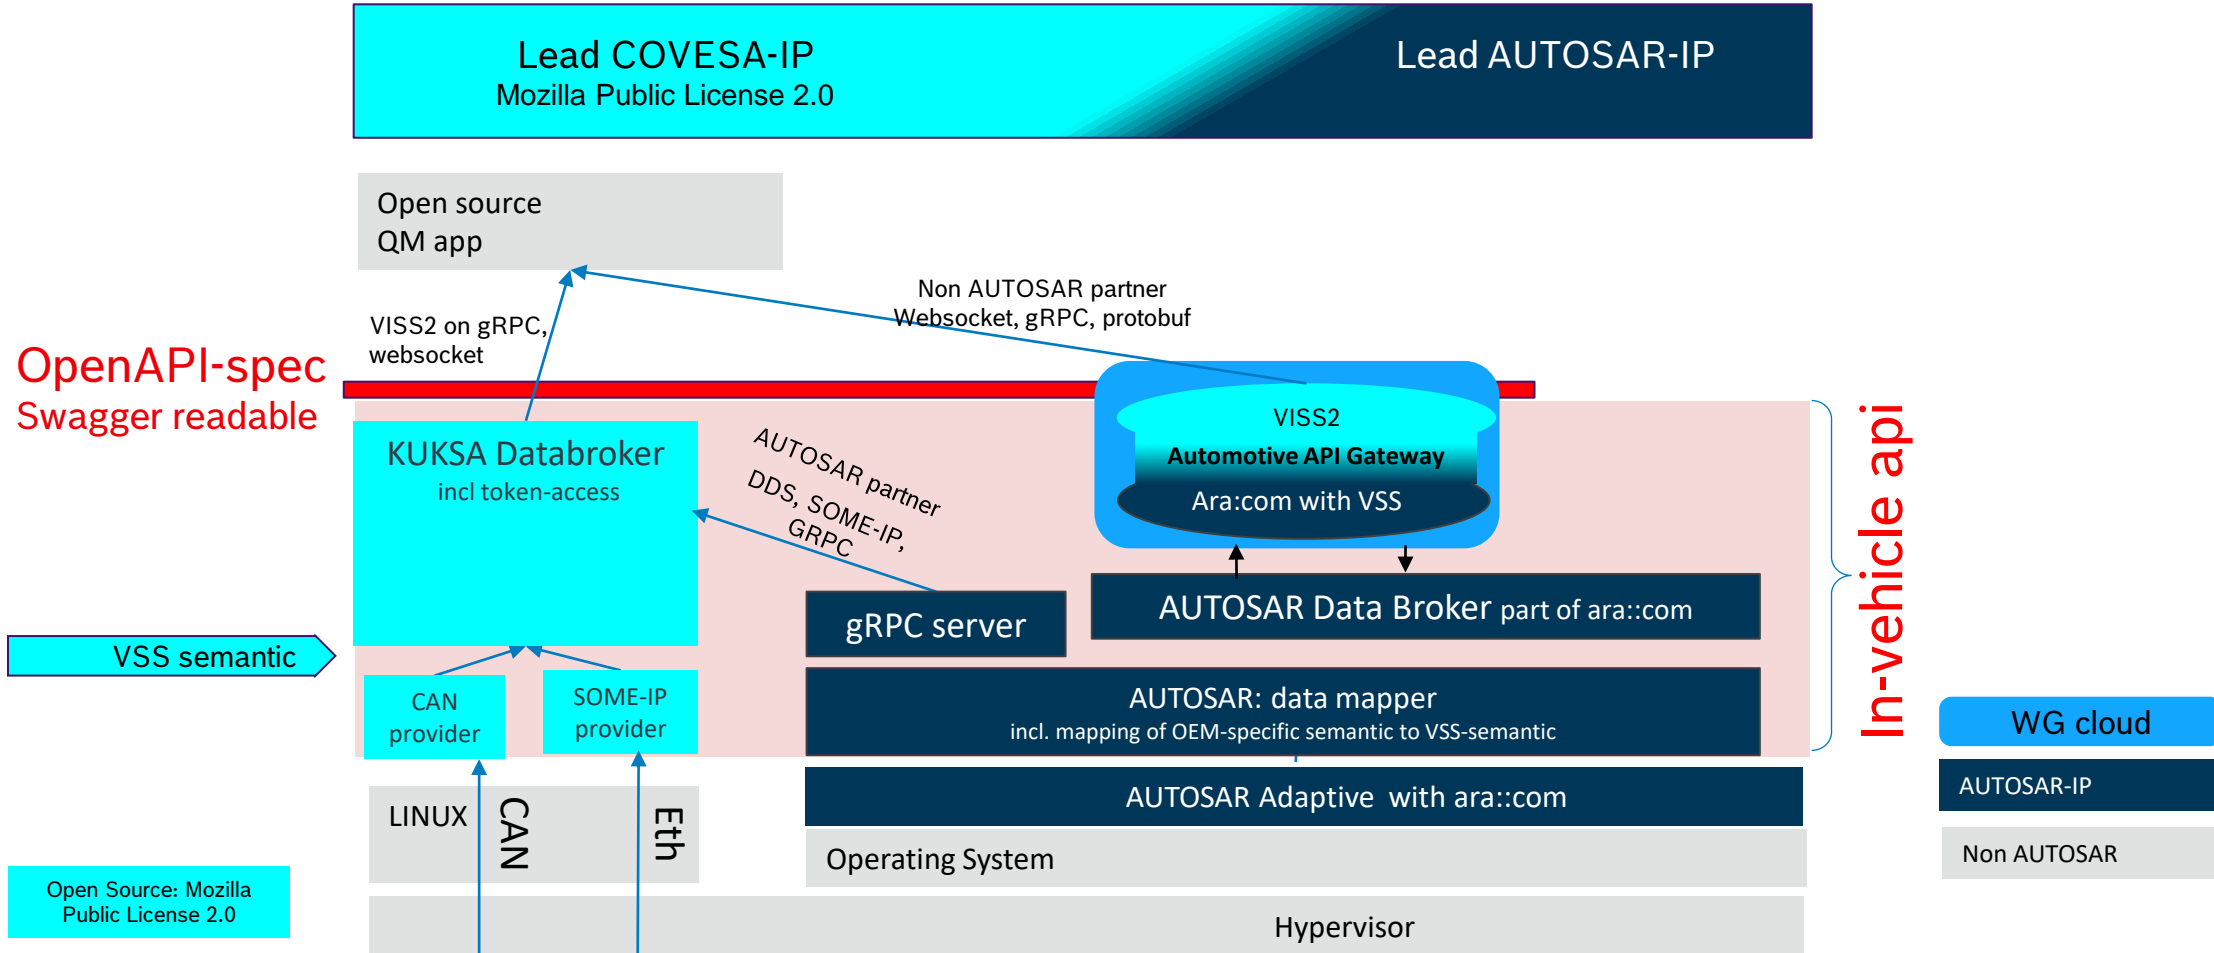 Lead COVESA-IP
Mozilla Public License 2.0
Lead AUTOSAR-IP
Open source
QM app
Non AUTOSAR partner
Websocket, gRPC, protobuf
VISS2 on gRPC,
websocket
OpenAPI-spec
Swagger readable
VISS2
Automotive API Gateway
Ara:com with VSS
KUKSA Databroker
incl token-access
AUTOSAR partner
DDS, SOME-IP,
GRPC
In-vehicle api
gRPC server
AUTOSAR Data Broker part of ara::com
VSS semantic
CAN
provider
SOME-IP
provider
AUTOSAR: data mapper
incl. mapping of OEM-specific semantic to VSS-semantic
WG cloud
AUTOSAR-IP
Non AUTOSAR
LINUX
CAN
Eth
AUTOSAR Adaptive with ara::com
Operating System
Open Source: Mozilla
Public License 2.0
Hypervisor